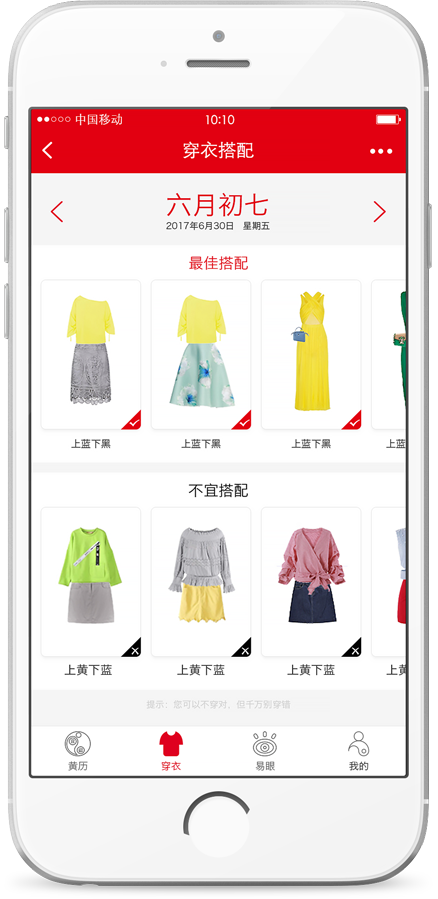 中国移动 10:10
穿衣搭配
六月初七
2017年6月30日 星期五
最佳搭配
上蓝下黑 上蓝下黑 上蓝下黑 上蓝
不宜搭配
上黄下蓝 上黄下蓝 上黄下蓝 上黄
提示：您可以不穿对，但千万别穿错
黄历 穿衣 易眼 我的